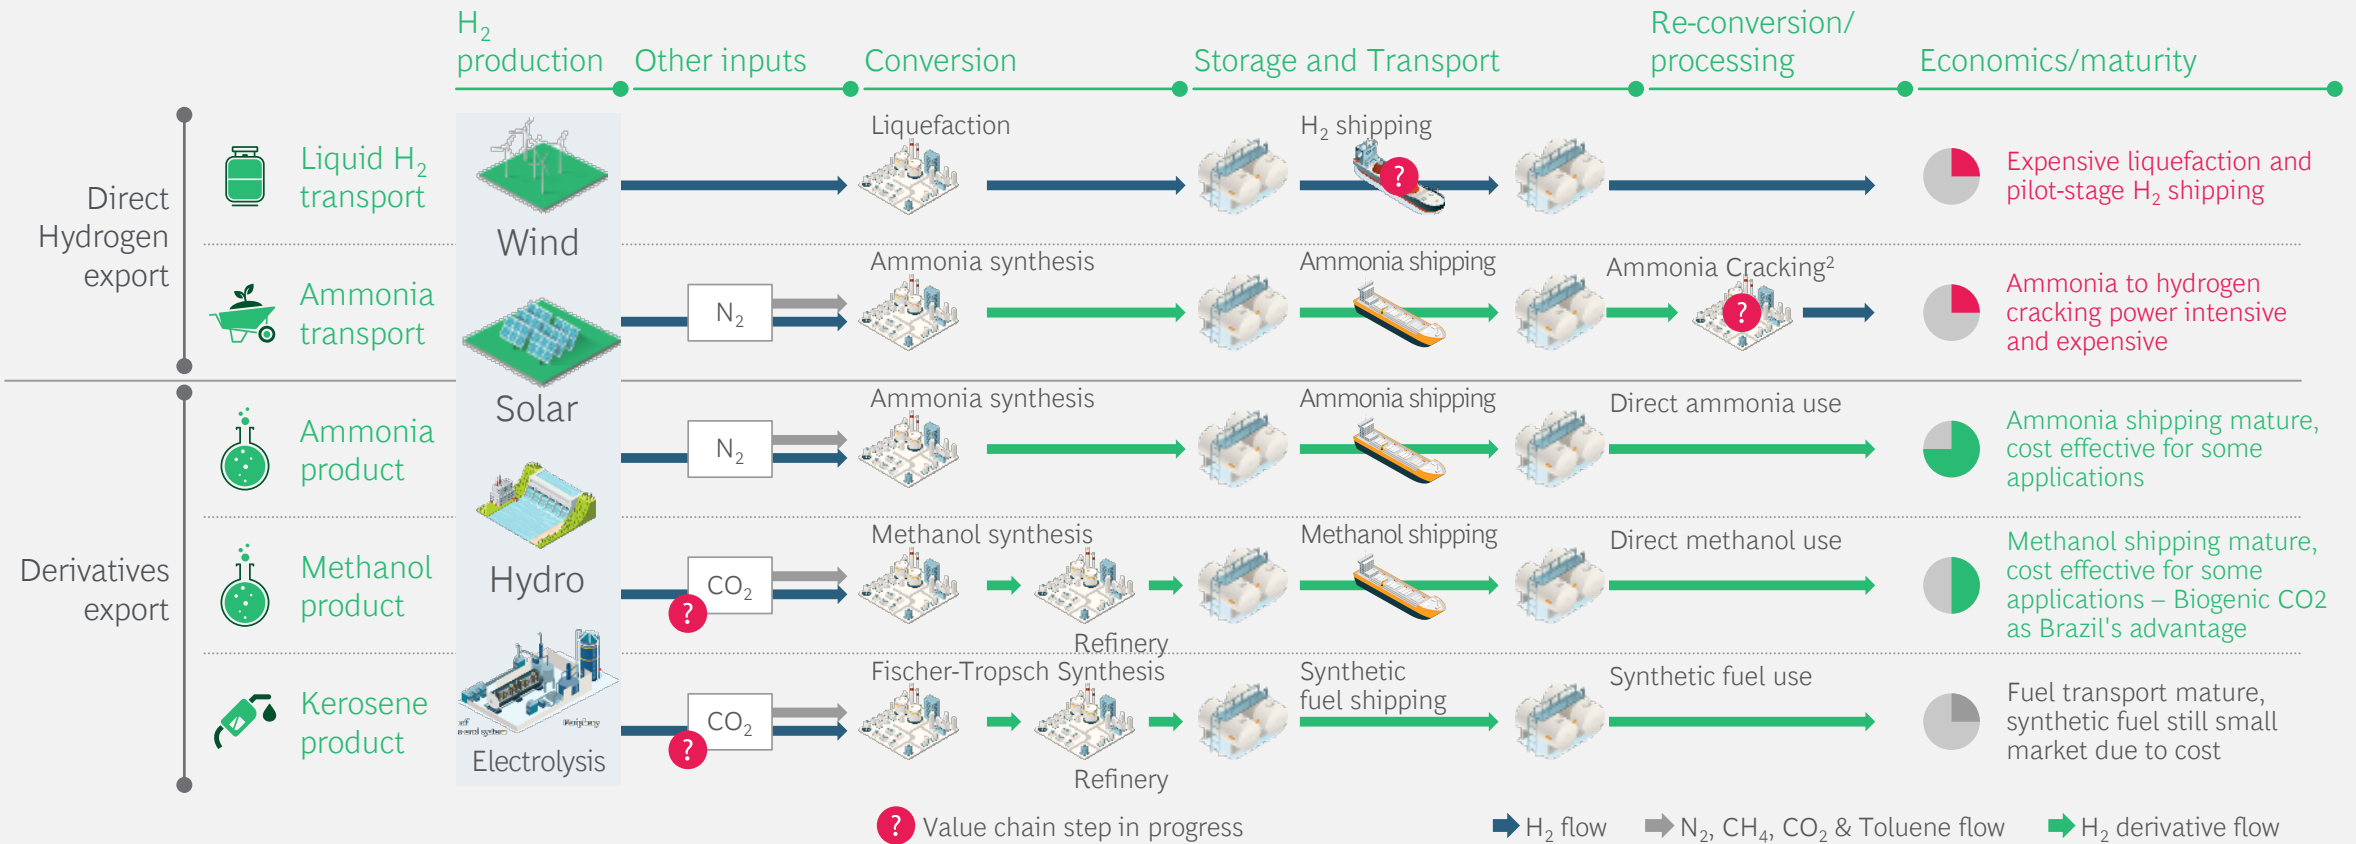 H₂
production
Other inputs
Conversion
Storage and Transport
Re-conversion/
processing
Economics/maturity
Direct
Hydrogen
export
Liquid H₂
transport
Wind
Liquefaction
H₂ shipping
?
Expensive liquefaction and
pilot-stage H₂ shipping
Ammonia
transport
Solar
N₂
Ammonia synthesis
Ammonia shipping
Ammonia Cracking²
?
Ammonia to hydrogen
cracking power intensive
and expensive
Derivatives
export
Ammonia
product
N₂
Ammonia synthesis
Ammonia shipping
Direct ammonia use
Ammonia shipping mature,
cost effective for some
applications
Methanol
product
Hydro
CO₂
?
Methanol synthesis
Refinery
Methanol shipping
Direct methanol use
Methanol shipping mature,
cost effective for some
applications – Biogenic CO2
as Brazil's advantage
Kerosene
product
Electrolysis
CO₂
?
Fischer-Tropsch Synthesis
Refinery
Synthetic
fuel shipping
Synthetic fuel use
Fuel transport mature,
synthetic fuel still small
market due to cost
? Value chain step in progress
H₂ flow
N₂, CH₄, CO₂ & Toluene flow
H₂ derivative flow